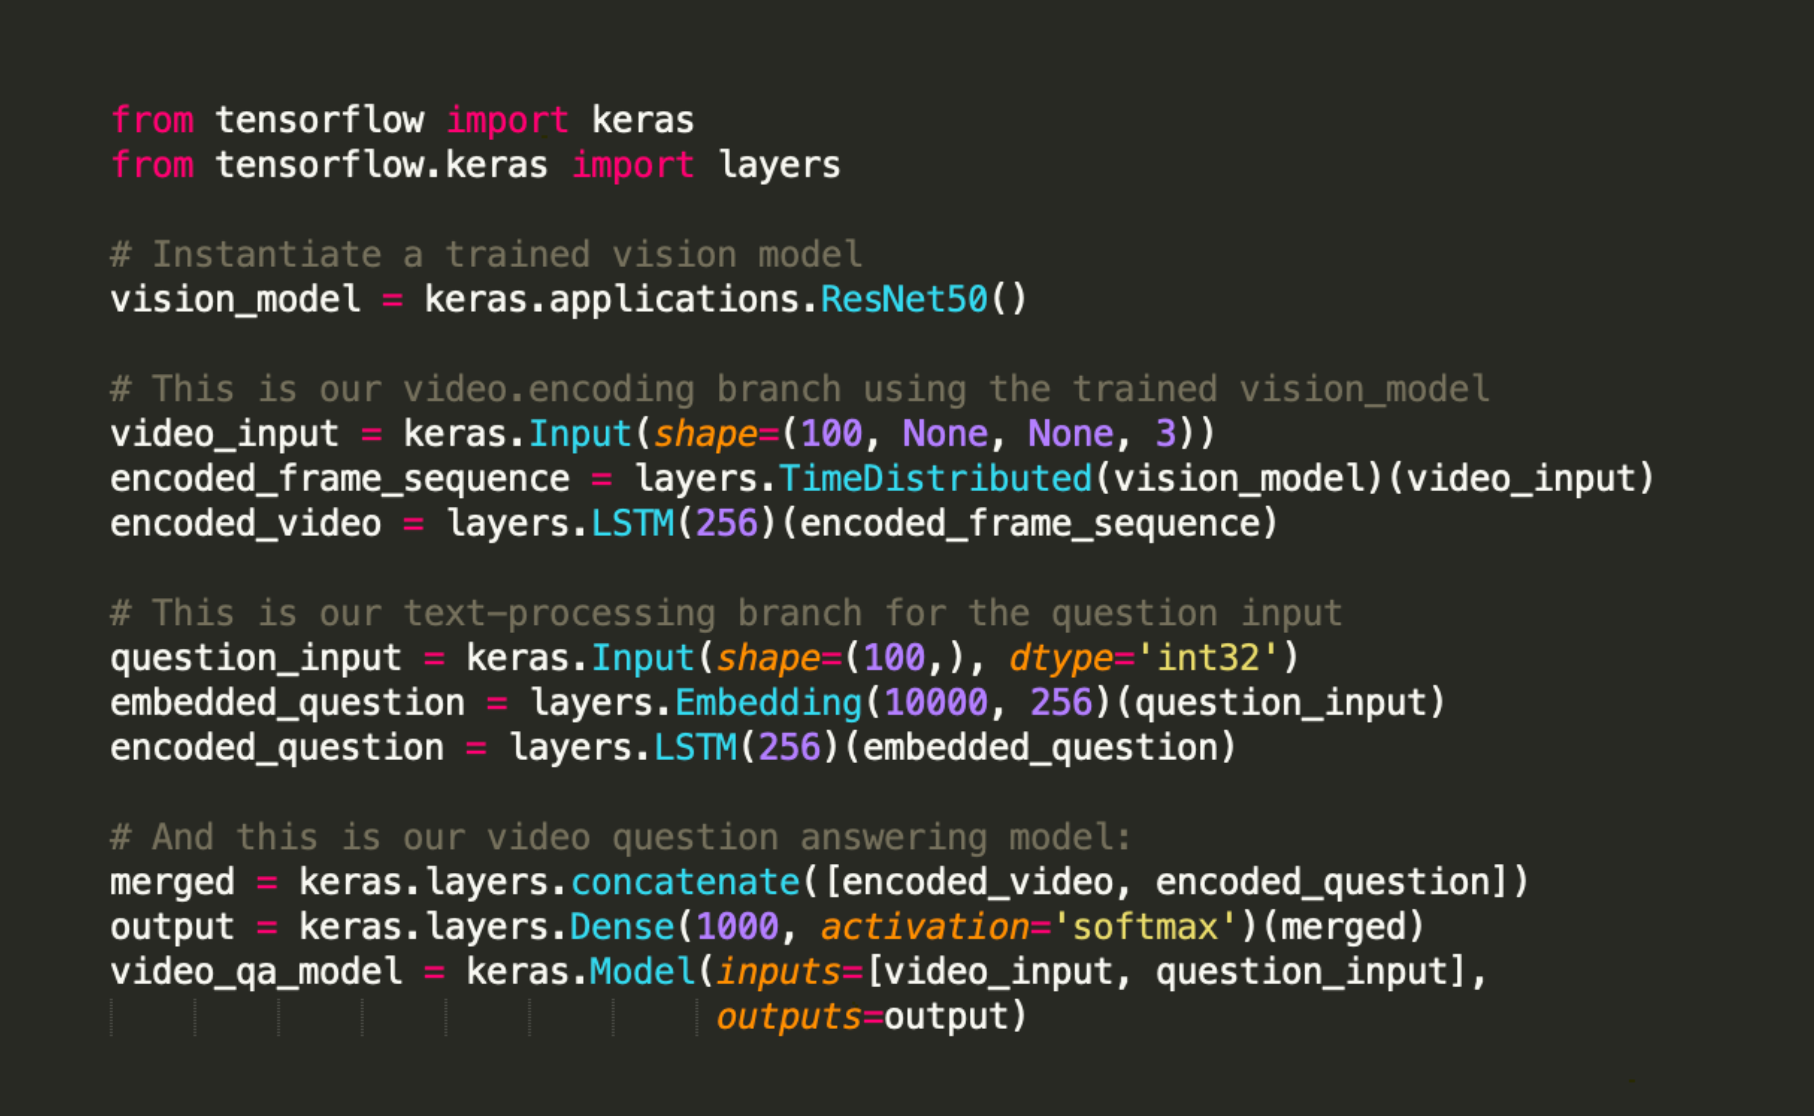 from tensorflow import keras
from tensorflow.keras import layers

# Instantiate a trained vision model
vision_model = keras.applications.ResNet50()

# This is our video.encoding branch using the trained vision_model
video_input = keras.Input(shape=(100, None, None, 3))
encoded_frame_sequence = layers.TimeDistributed(vision_model)(video_input)
encoded_video = layers.LSTM(256)(encoded_frame_sequence)

# This is our text-processing branch for the question input
question_input = keras.Input(shape=(100,), dtype='int32')
embedded_question = layers.Embedding(10000, 256)(question_input)
encoded_question = layers.LSTM(256)(embedded_question)

# And this is our video question answering model:
merged = keras.layers.concatenate([encoded_video, encoded_question])
output = keras.layers.Dense(1000, activation='softmax')(merged)
video_qa_model = keras.Model(inputs=[video_input, question_input],
                             outputs=output)